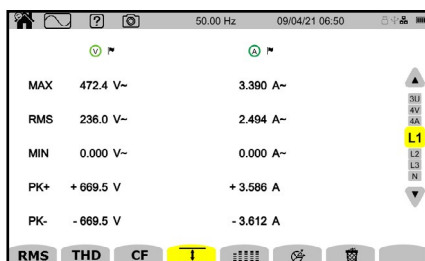 ? 50.00 Hz 09/04/21 06:50
V A
MAX 472.4 V~ 3.390 A~
RMS 236.0 V~ 2.494 A~
MIN 0.000 V~ 0.000 A~
PK+ + 669.5 V + 3.586 A
PK- - 669.5 V - 3.612 A
3U
4V
4A
L1
L2
L3
N
RMS THD CF